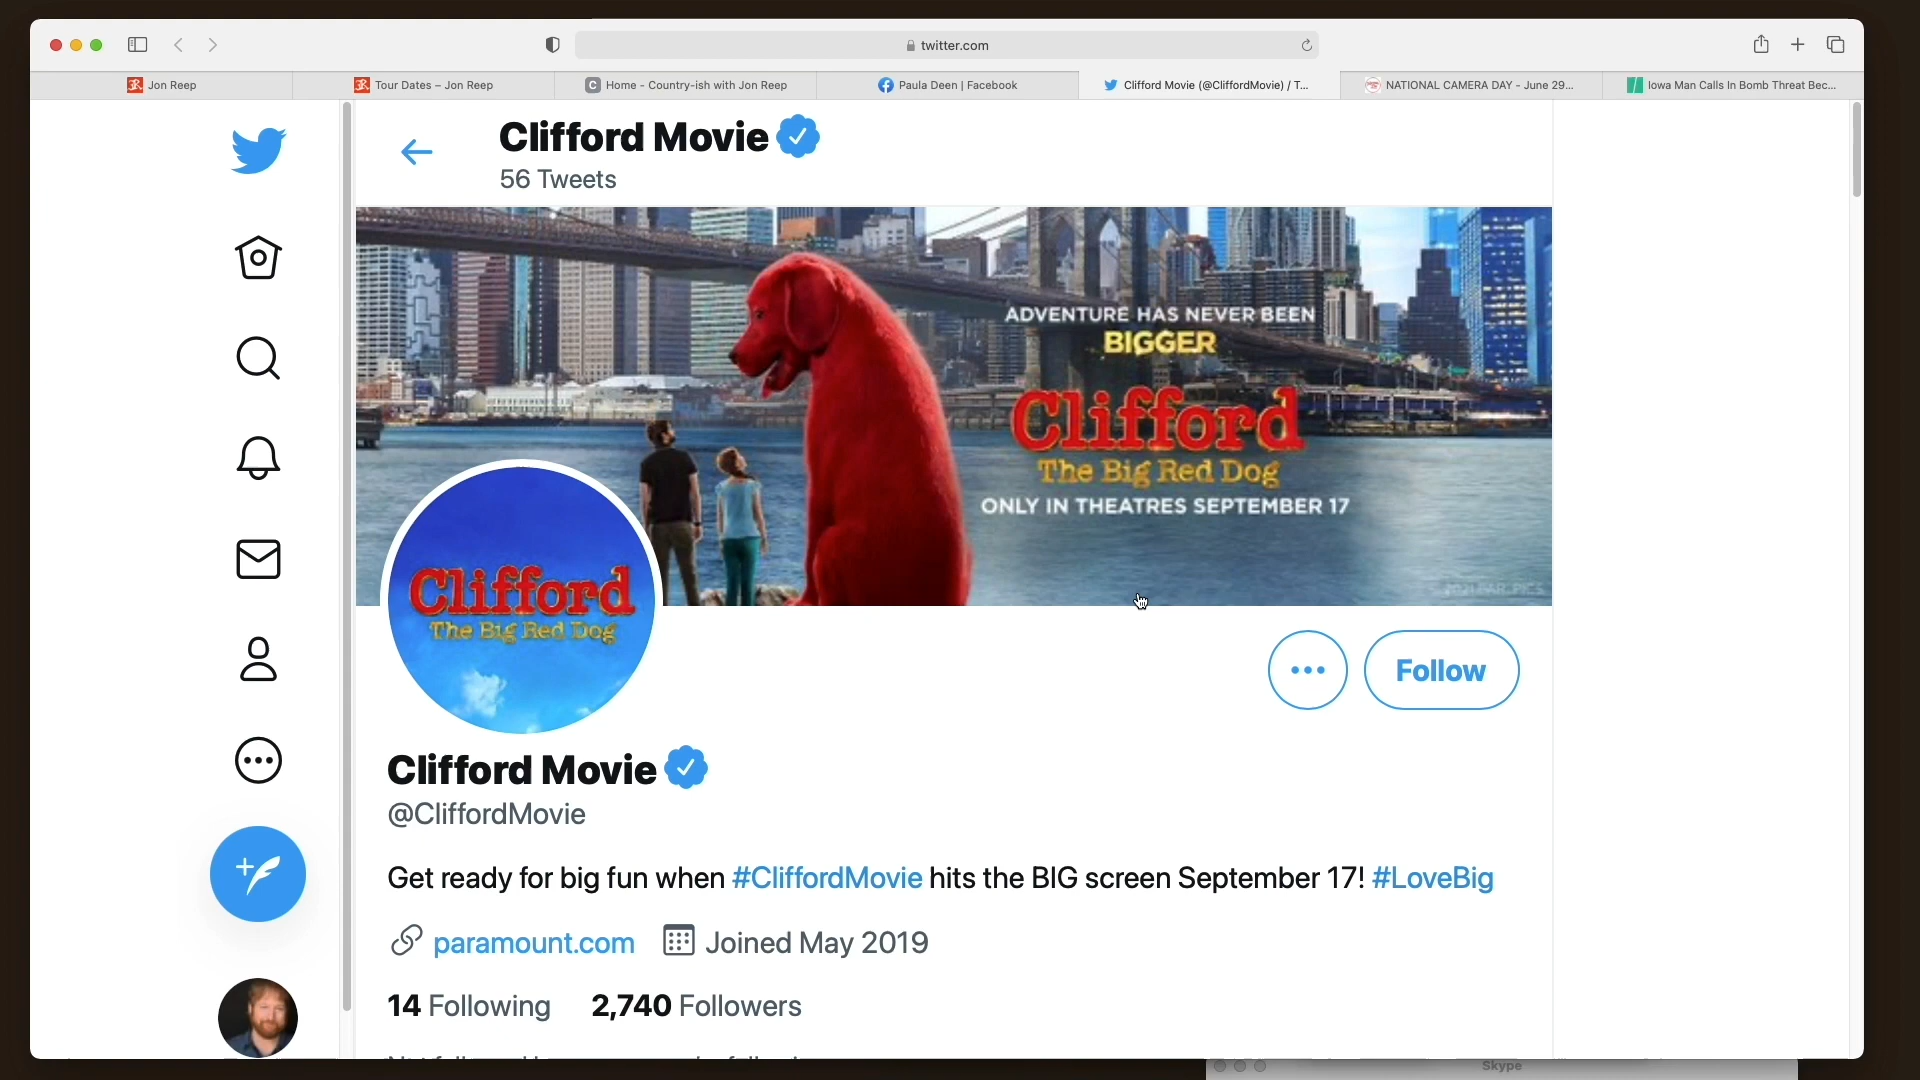 twitter.com
Jon Reep
Tour Dates – Jon Reep
Home - Country-ish with Jon Reep
Paula Deen | Facebook
Clifford Movie (@CliffordMovie) / T...
NATIONAL CAMERA DAY - June 29...
Iowa Man Calls In Bomb Threat Bec...
Clifford Movie
56 Tweets
ADVENTURE HAS NEVER BEEN
BIGGER
Clifford
The Big Red Dog
ONLY IN THEATRES SEPTEMBER 17
Clifford
The Big Red Dog
Follow
Clifford Movie
@CliffordMovie
Get ready for big fun when #CliffordMovie hits the BIG screen September 17! #LoveBig
paramount.com Joined May 2019
14 Following 2,740 Followers
Skype